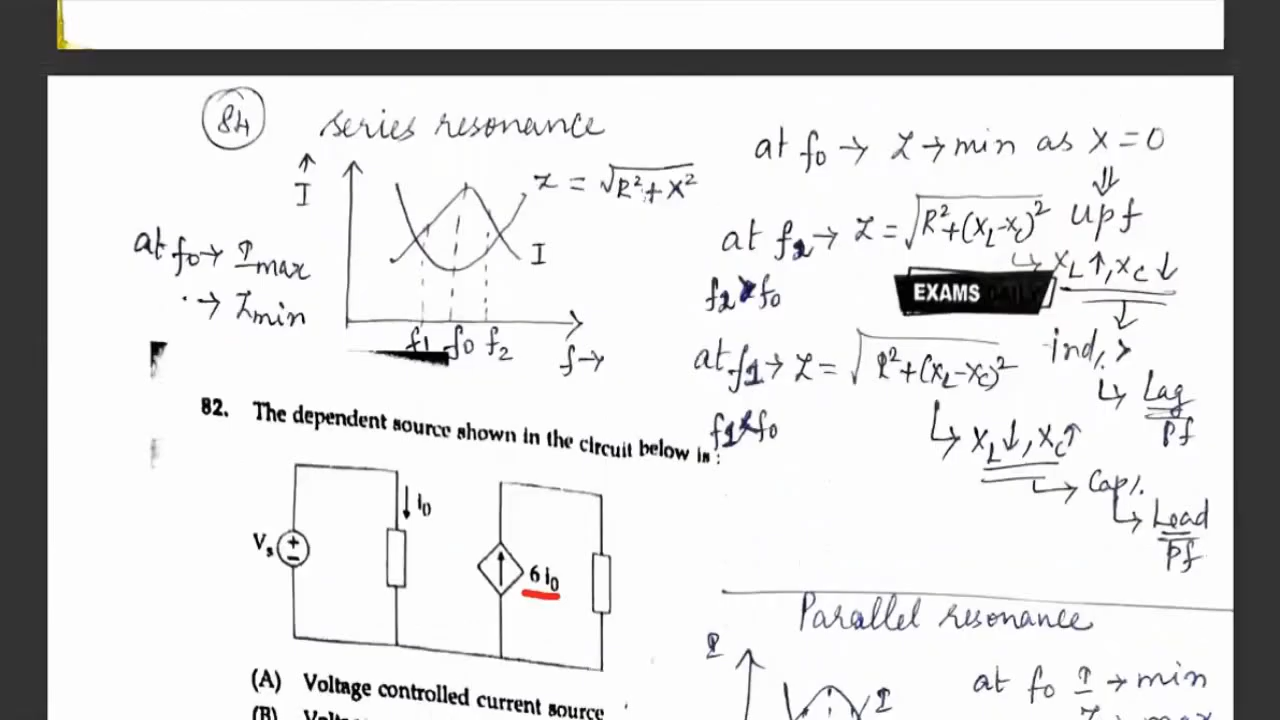 84
series resonance
I
Z = √R²+X²
I
at f0 → I max
→ Zmin
f1 f0 f2
f→
at f0 → Z → min as X = 0
⇓
at f2 → Z = √R²+(XL-XC)² upf
↳ XL↑, XC↓
f2 > f0
EXAMS DAILY
ind. >
↳ Lag
pf
at f1 → Z = √R²+(XL-XC)²
f1 < f0
↳ XL↓, XC↑
↳ Cap.
↳ Lead
pf
82. The dependent source shown in the circuit below is :
Vs
+
−
i0
6 i0
(A) Voltage controlled current source
(B)
Parallel resonance
I
I
at f0 I → min